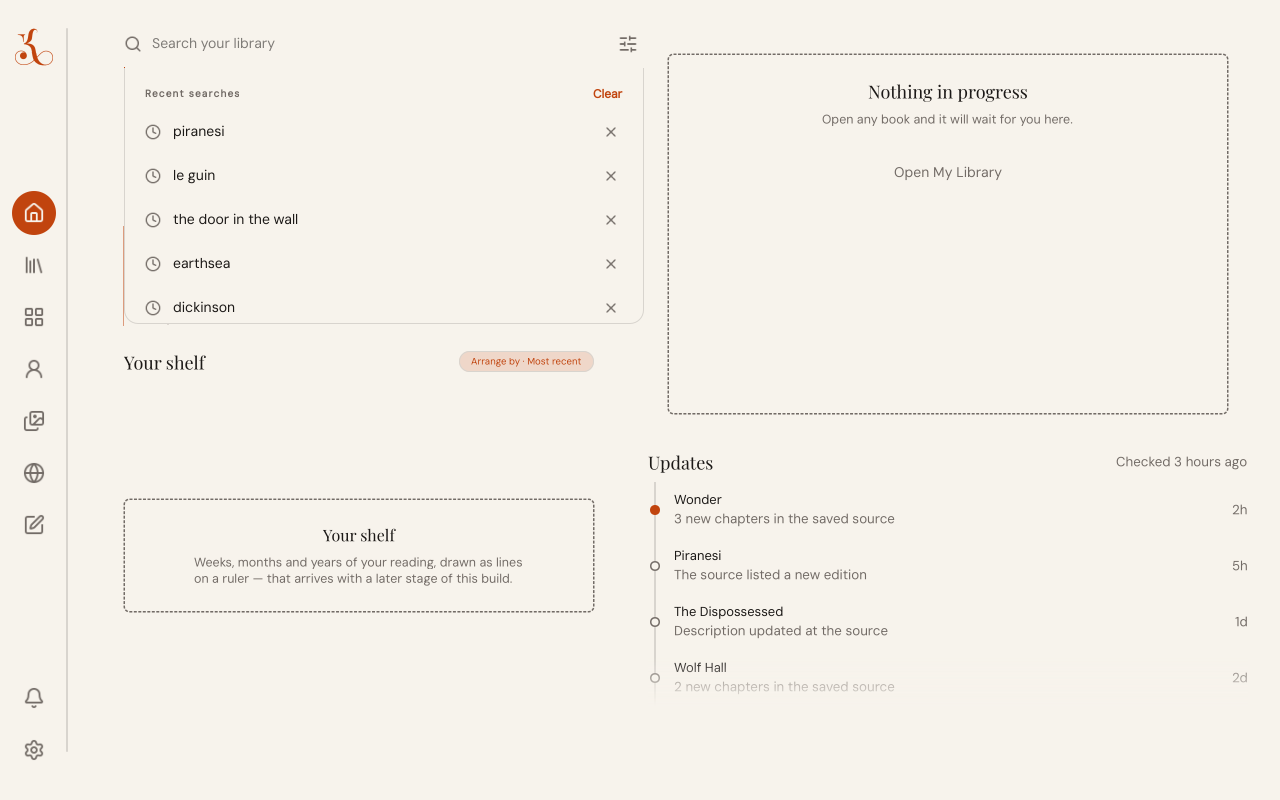 Search your library
Recent searches
Clear
piranesi
le guin
the door in the wall
earthsea
dickinson
Nothing in progress
Open any book and it will wait for you here.
Open My Library
Your shelf
Arrange by · Most recent
Your shelf
Weeks, months and years of your reading, drawn as lines
on a ruler — that arrives with a later stage of this build.
Updates
Checked 3 hours ago
Wonder
3 new chapters in the saved source
2h
Piranesi
The source listed a new edition
5h
The Dispossessed
Description updated at the source
1d
Wolf Hall
2 new chapters in the saved source
2d